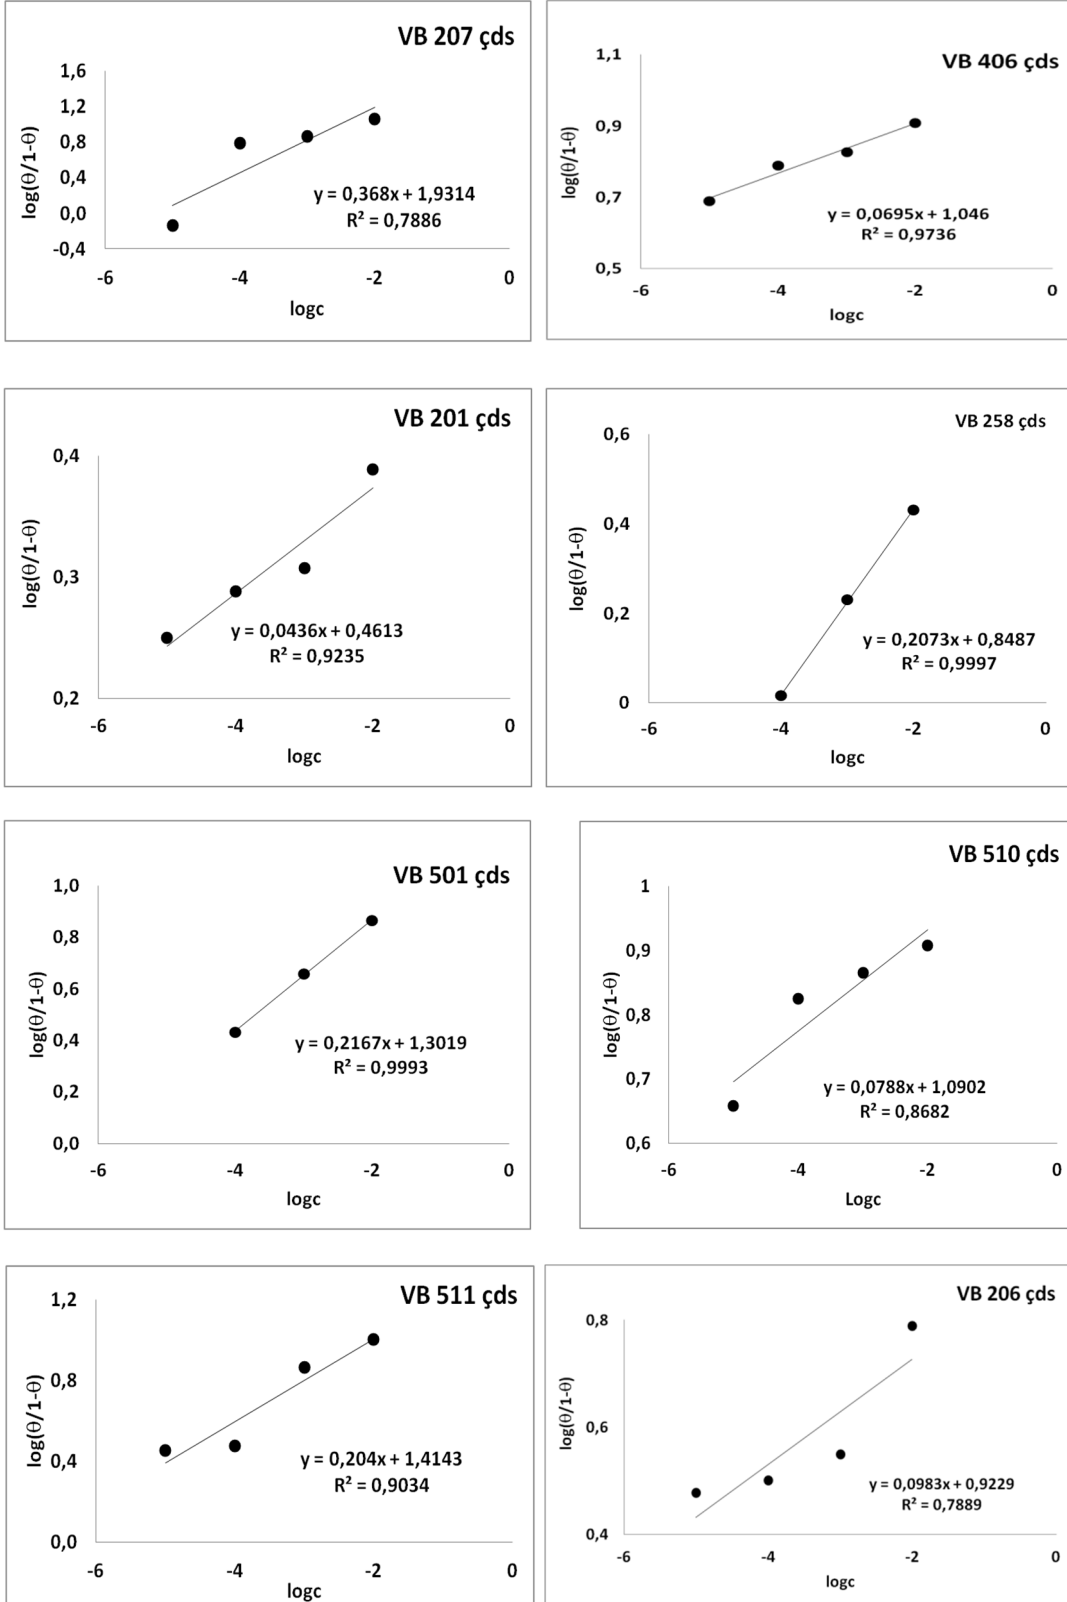 VB 207 çds
1,6
1,2
0,8
0,4
0,0
-0,4
log(θ/1-θ)
y = 0,368x + 1,9314
R² = 0,7886
-6 -4 -2 0
logc
VB 406 çds
1,1
0,9
0,7
0,5
log(θ/1-θ)
y = 0,0695x + 1,046
R² = 0,9736
-6 -4 -2 0
logc
VB 201 çds
0,4
0,3
0,2
log(θ/1-θ)
y = 0,0436x + 0,4613
R² = 0,9235
-6 -4 -2 0
logc
VB 258 çds
0,6
0,4
0,2
0
log(θ/1-θ)
y = 0,2073x + 0,8487
R² = 0,9997
-6 -4 -2 0
logc
VB 501 çds
1,0
0,8
0,6
0,4
0,2
0,0
log(θ/1-θ)
y = 0,2167x + 1,3019
R² = 0,9993
-6 -4 -2 0
logc
VB 510 çds
1
0,9
0,8
0,7
0,6
log(θ/1-θ)
y = 0,0788x + 1,0902
R² = 0,8682
-6 -4 -2 0
Logc
VB 511 çds
1,2
0,8
0,4
0,0
log(θ/1-θ)
y = 0,204x + 1,4143
R² = 0,9034
-6 -4 -2 0
logc
VB 206 çds
0,8
0,6
0,4
log(θ/1-θ)
y = 0,0983x + 0,9229
R² = 0,7889
-6 -4 -2 0
logc